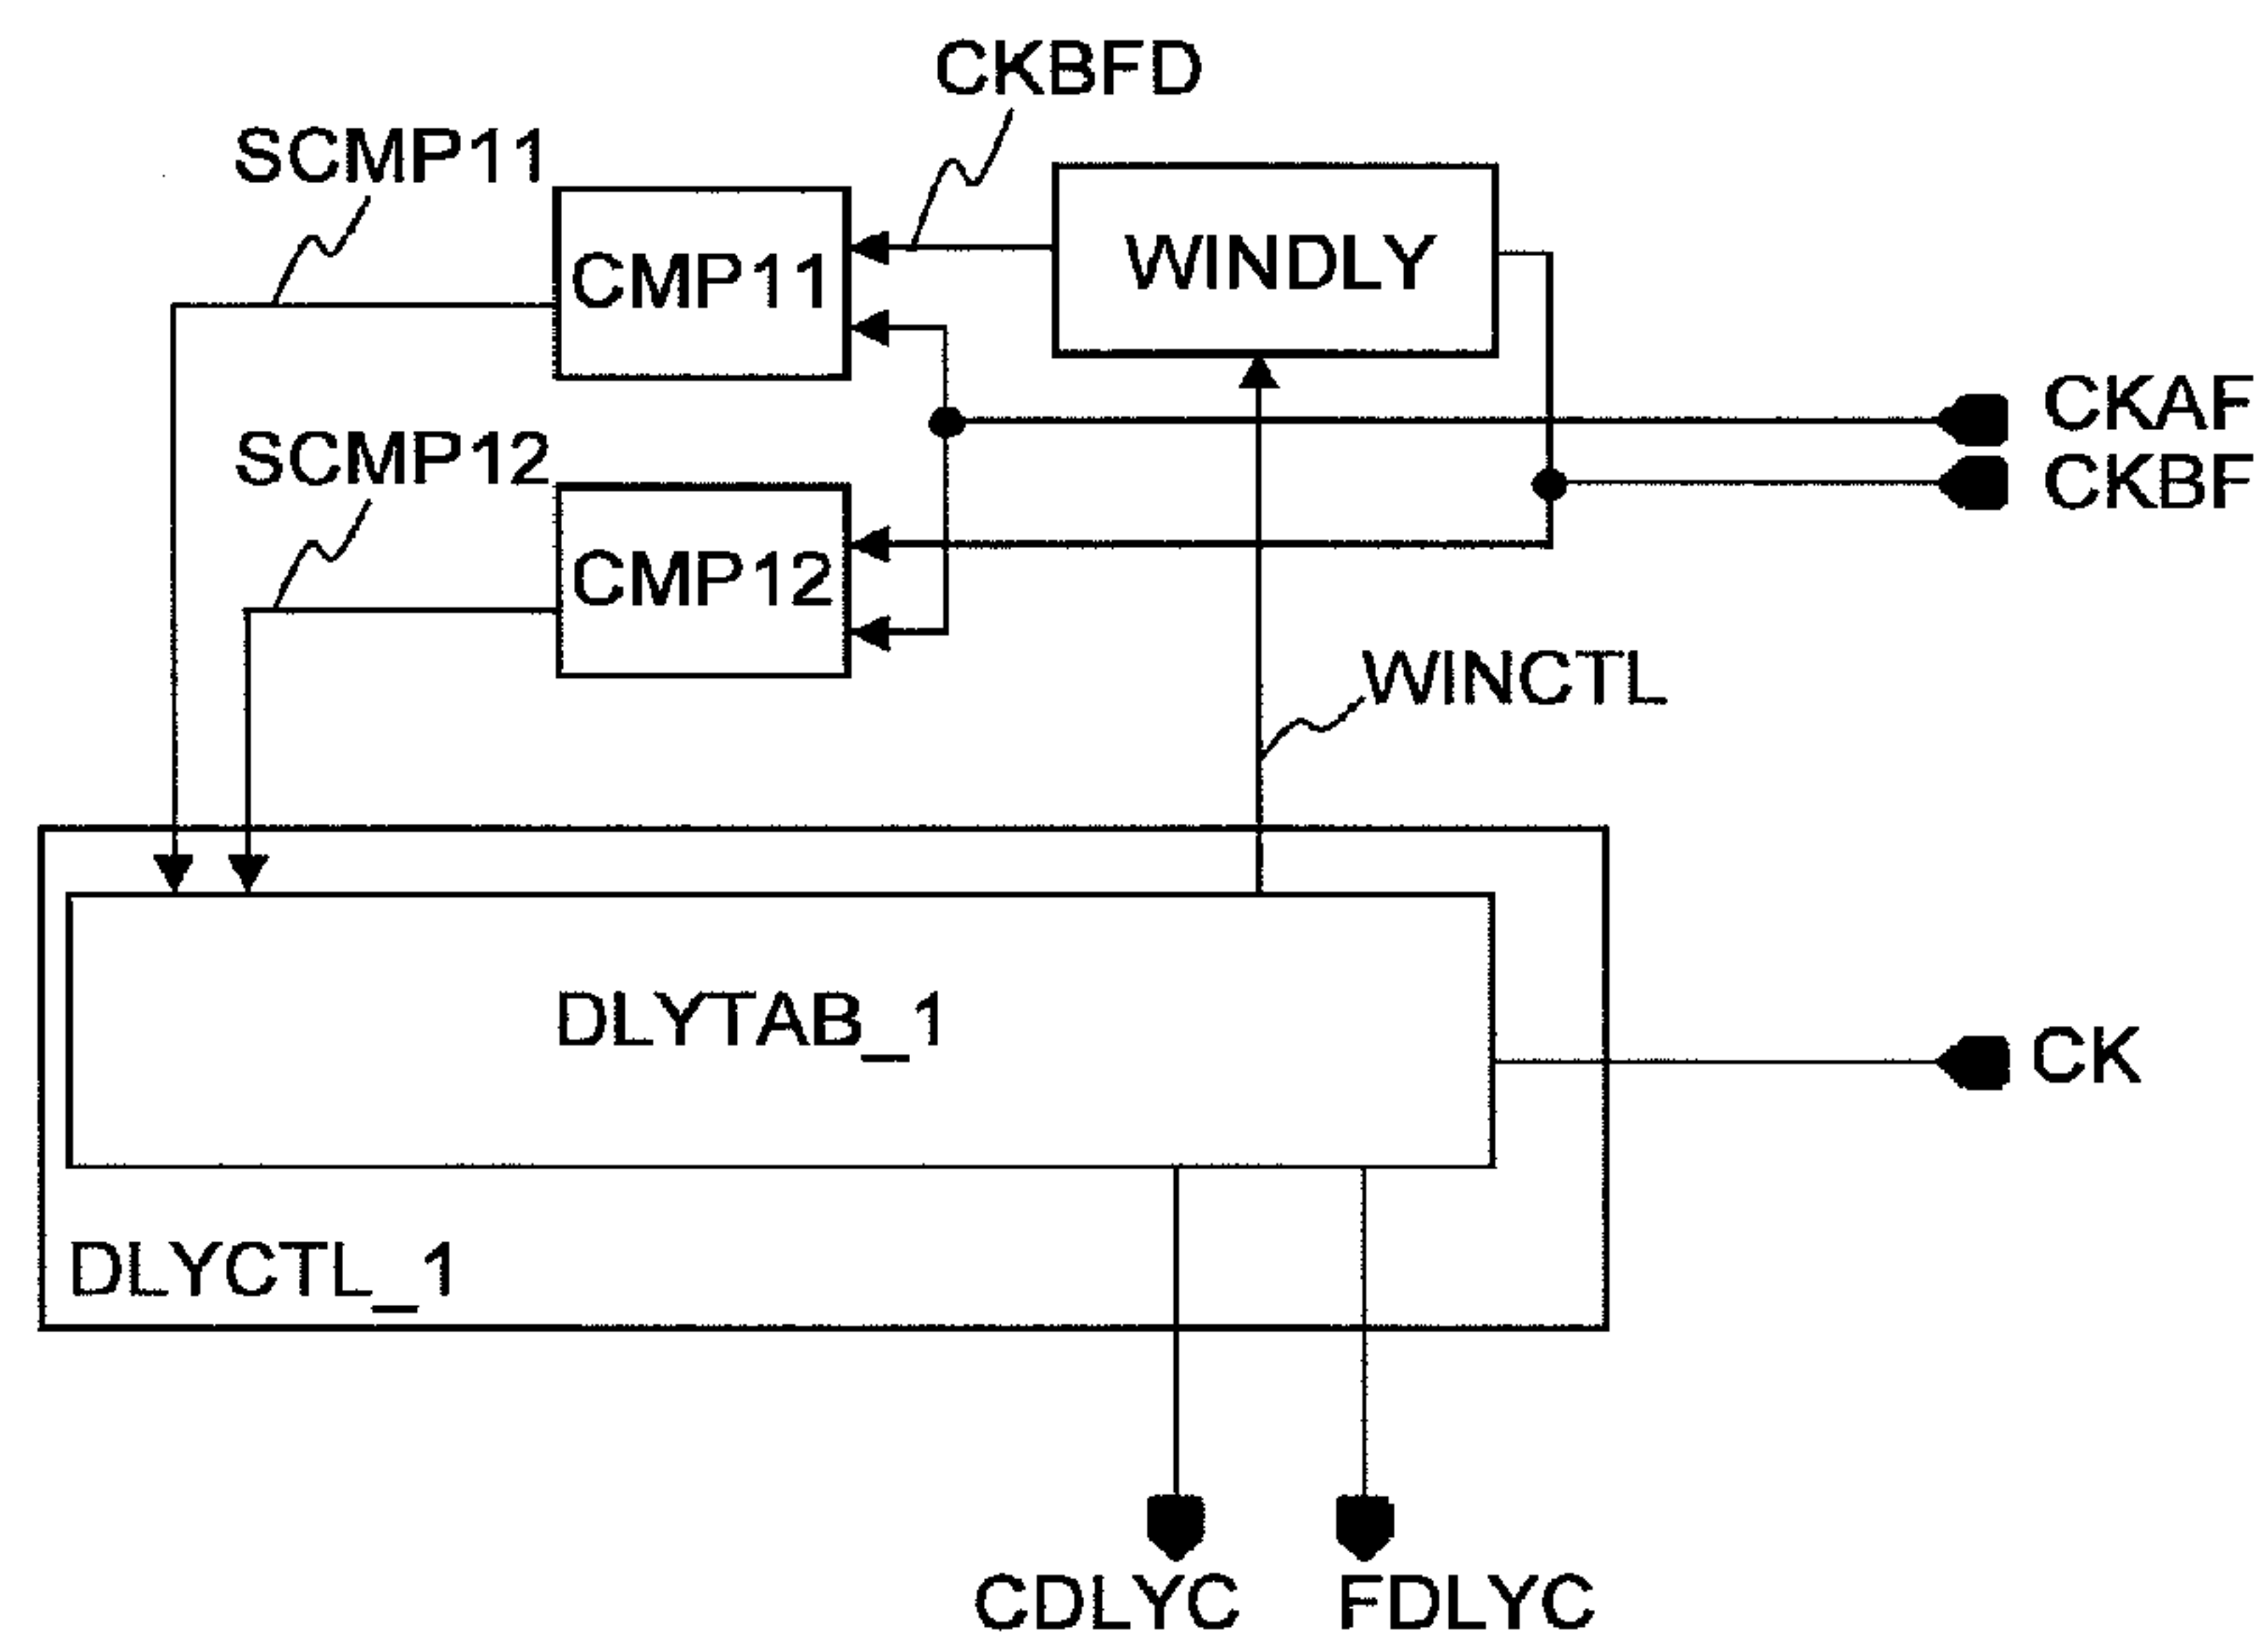 CKBFD
SCMP11
WINDLY
CMP11
CKAF
SCMP12
CKBF
CMP12
WINCTL
DLYTAB_1
CK
DLYCTL_1
CDLYC
FDLYC